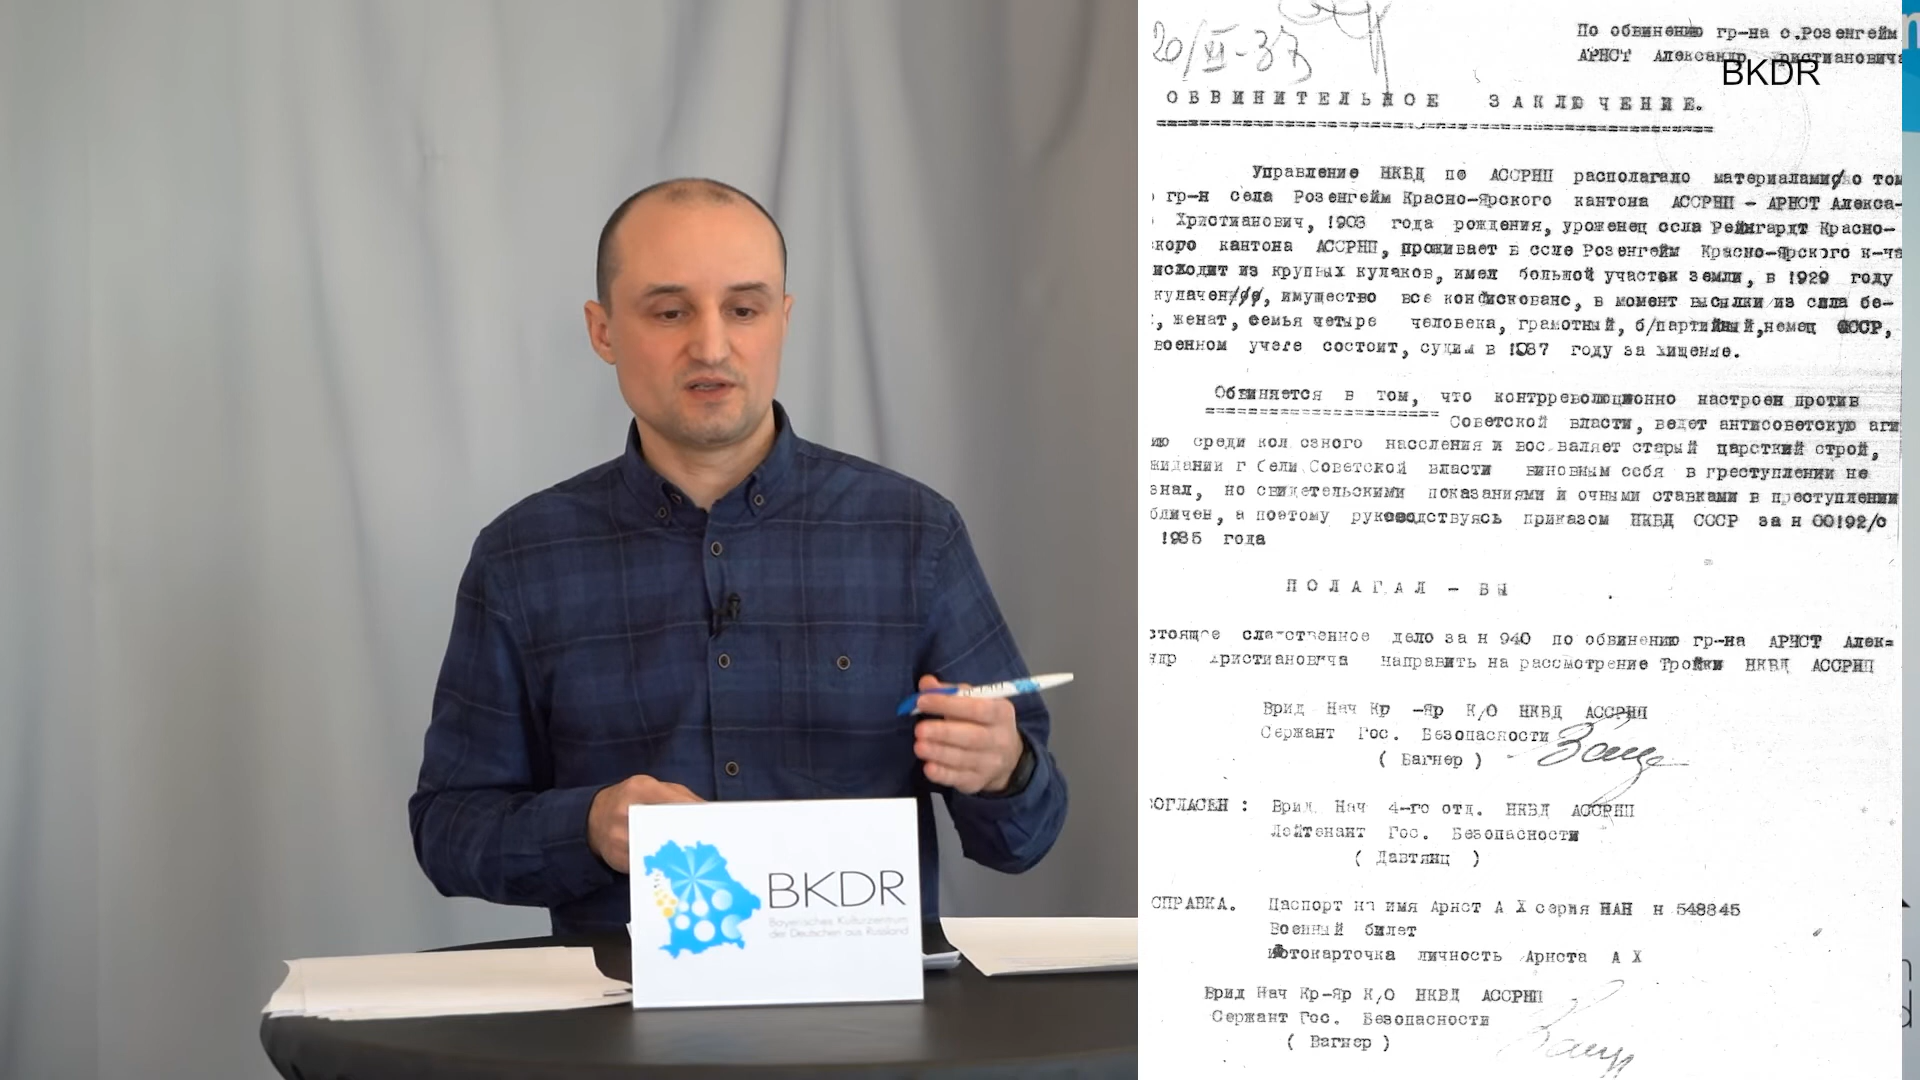 20/XI-37
По обвинению гр-на с.Розенгейм
АРНСТ Александр Христиановича
BKDR
ОБВИНИТЕЛЬНОЕ ЗАКЛЮЧЕНИЕ.
Управление НКВД по АССРНП располагало материалами о том
гр-н села Розенгейм Красно-Ярского кантона АССРНП - АРНСТ Алекса-
Христианович, 1903 года рождения, уроженец села Рейнгардт Красно-
ского кантона АССРНП, проживает в селе Розенгейм Красно-Ярского к-на
исходит из крупных кулаков, имел большой участок земли, в 1929 году
кулачен, имущество все конфисковано, в момент высылки из села бе-
, женат, семья четыре человека, грамотный, б/партийный, немец СССР,
военном учете состоит, судим в 1937 году за хищение.
Обвиняется в том, что контрреволюционно настроен против
Советской власти, ведет антисоветскую аги
ию среди колхозного населения и восхваляет старый царсткий строй,
жидании гибели Советской власти виновным себя в преступлении не
знал, но свидетельскими показаниями и очными ставками в преступлении
бличен, а поэтому руководствуясь приказом НКВД СССР за н 00192/с
1935 года
ПОЛАГАЛ - БЫ
стоящее следственное дело за н 940 по обвинению гр-на АРНСТ Алек=
ндр Христиановича направить на рассмотрение Тройки НКВД АССРНП
Врид Нач Кр -Яр К/О НКВД АССРНП
Сержант Гос. Безопасности
( Вагнер )
СОГЛАСЕН : Врид. Нач 4-го отд. НКВД АССРНП
Лейтенант Гос. Безопасности
( Давтянц )
СПРАВКА. Паспорт на имя Арнст А Х серия НАН н 548845
Военный билет
Фотокарточка личность Арнста А Х
Врид Нач Кр-Яр К/О НКВД АССРНП
Сержант Гос. Безопасности
( Вагнер )
BKDR
Bayerisches Kulturzentrum
der Deutschen aus Russland